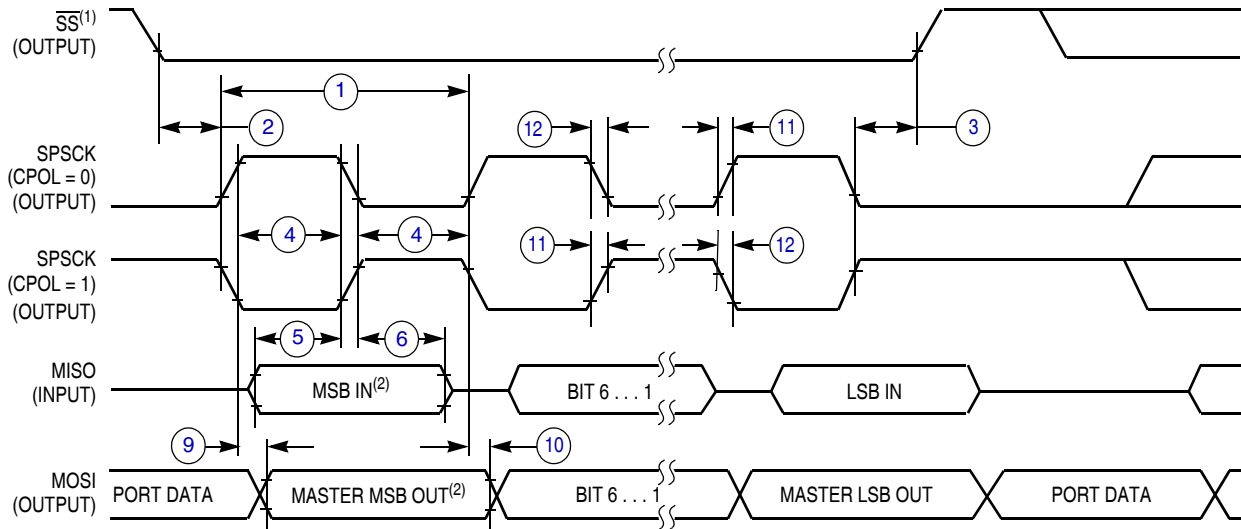 SS(1)
(OUTPUT)
1
2
12
11
3
SPSCK
(CPOL = 0)
(OUTPUT)
4
4
11
12
SPSCK
(CPOL = 1)
(OUTPUT)
5
6
MISO
(INPUT)
MSB IN(2)
BIT 6 . . . 1
LSB IN
9
10
MOSI
(OUTPUT)
PORT DATA
MASTER MSB OUT(2)
BIT 6 . . . 1
MASTER LSB OUT
PORT DATA